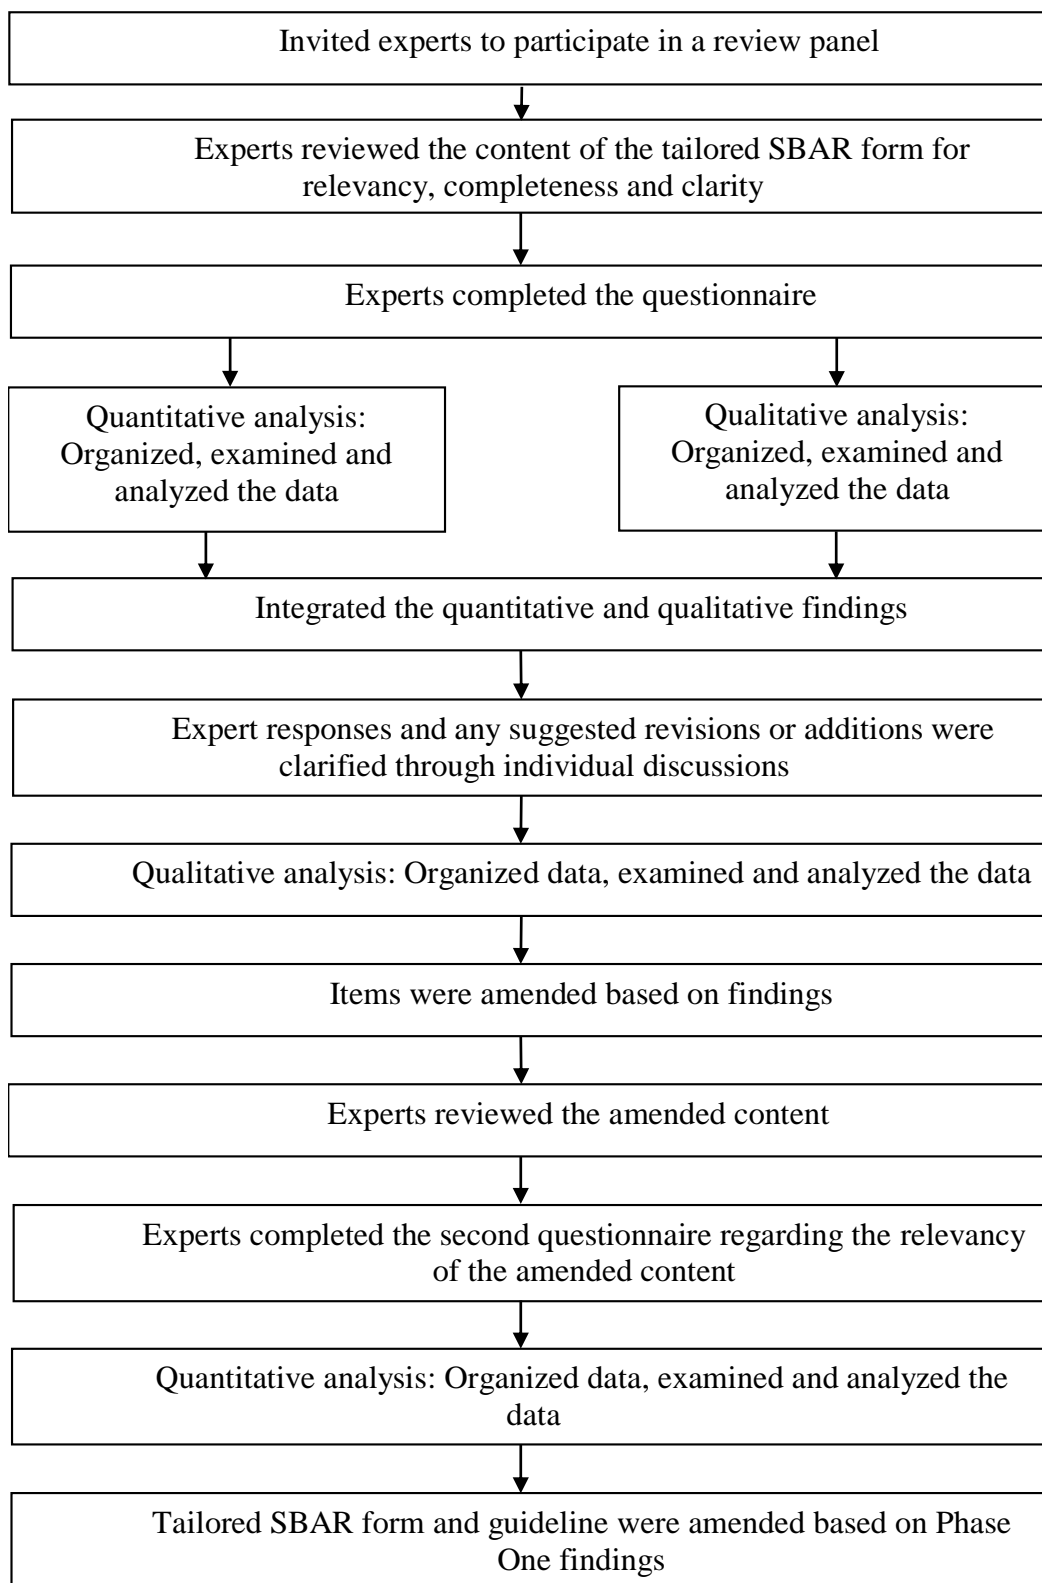 Invited experts to participate in a review panel
Experts reviewed the content of the tailored SBAR form for
relevancy, completeness and clarity
Experts completed the questionnaire
Quantitative analysis:
Organized, examined and
analyzed the data
Qualitative analysis:
Organized, examined and
analyzed the data
Integrated the quantitative and qualitative findings
Expert responses and any suggested revisions or additions were
clarified through individual discussions
Qualitative analysis: Organized data, examined and analyzed the data
Items were amended based on findings
Experts reviewed the amended content
Experts completed the second questionnaire regarding the relevancy
of the amended content
Quantitative analysis: Organized data, examined and analyzed the
data
Tailored SBAR form and guideline were amended based on Phase
One findings